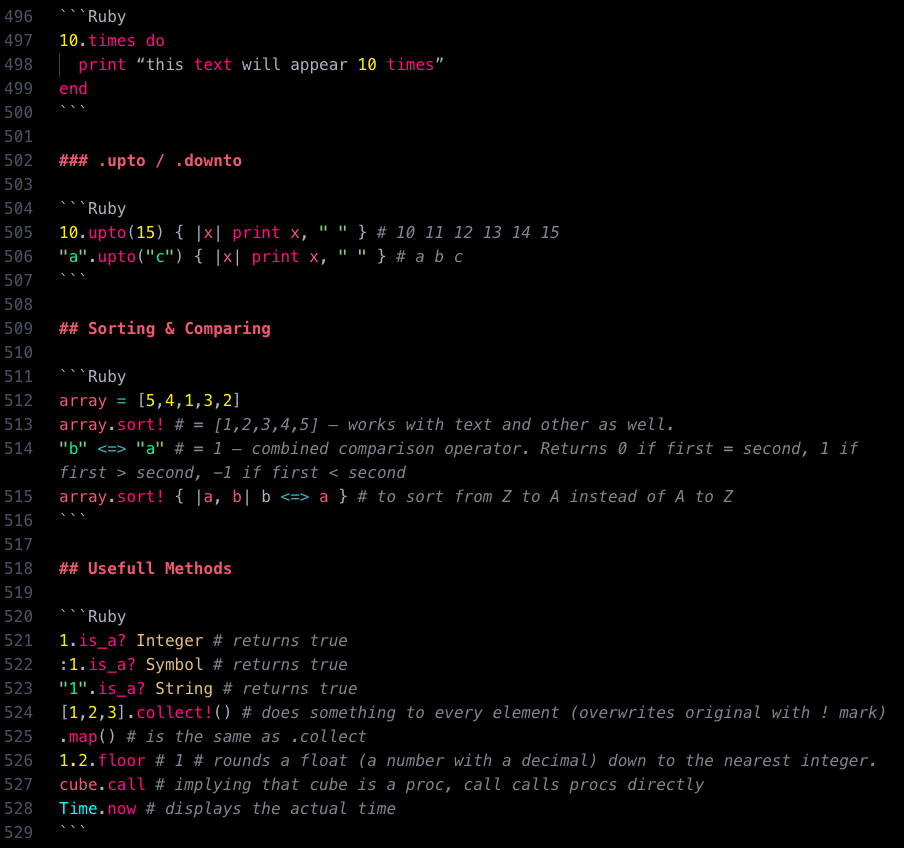 496 ```Ruby
497 10.times do
498   print “this text will appear 10 times”
499 end
500 ```
501
502 ### .upto / .downto
503
504 ```Ruby
505 10.upto(15) { |x| print x, " " } # 10 11 12 13 14 15
506 "a".upto("c") { |x| print x, " " } # a b c
507 ```
508
509 ## Sorting & Comparing
510
511 ```Ruby
512 array = [5,4,1,3,2]
513 array.sort! # = [1,2,3,4,5] – works with text and other as well.
514 "b" <=> "a" # = 1 – combined comparison operator. Returns 0 if first = second, 1 if
first > second, −1 if first < second
515 array.sort! { |a, b| b <=> a } # to sort from Z to A instead of A to Z
516 ```
517
518 ## Usefull Methods
519
520 ```Ruby
521 1.is_a? Integer # returns true
522 :1.is_a? Symbol # returns true
523 "1".is_a? String # returns true
524 [1,2,3].collect!() # does something to every element (overwrites original with ! mark)
525 .map() # is the same as .collect
526 1.2.floor # 1 # rounds a float (a number with a decimal) down to the nearest integer.
527 cube.call # implying that cube is a proc, call calls procs directly
528 Time.now # displays the actual time
529 ```